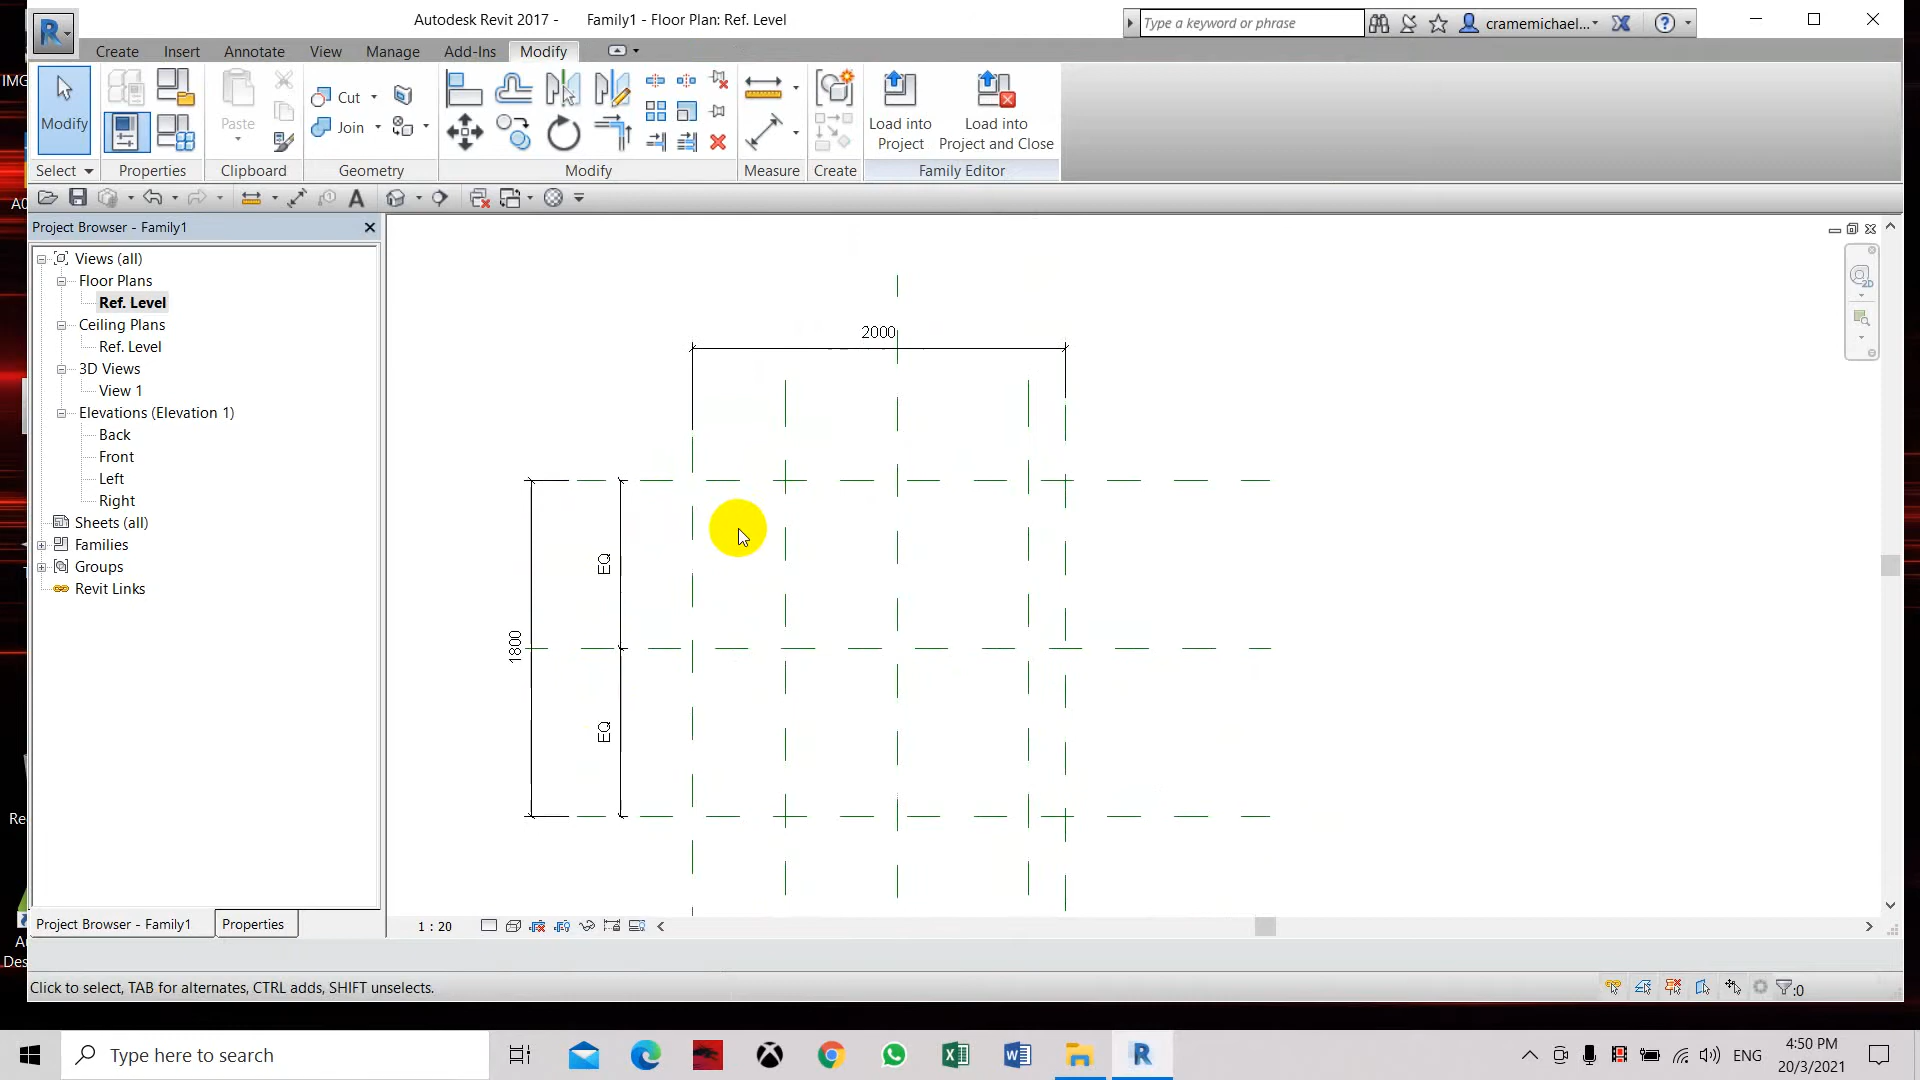 Autodesk Revit 2017 - Family1 - Floor Plan: Ref. Level
Type a keyword or phrase
cramemichael...
Create Insert Annotate View Manage Add-Ins Modify
Modify
Paste
Cut
Join
Load into Project
Load into Project and Close
Select Properties Clipboard Geometry Modify Measure Create Family Editor
Project Browser - Family1
Views (all)
Floor Plans
Ref. Level
Ceiling Plans
Ref. Level
3D Views
View 1
Elevations (Elevation 1)
Back
Front
Left
Right
Sheets (all)
Families
Groups
Revit Links
2000
EQ
1800
EQ
Project Browser - Family1 Properties
1 : 20
Click to select, TAB for alternates, CTRL adds, SHIFT unselects.
:0
Type here to search
ENG
4:50 PM
20/3/2021